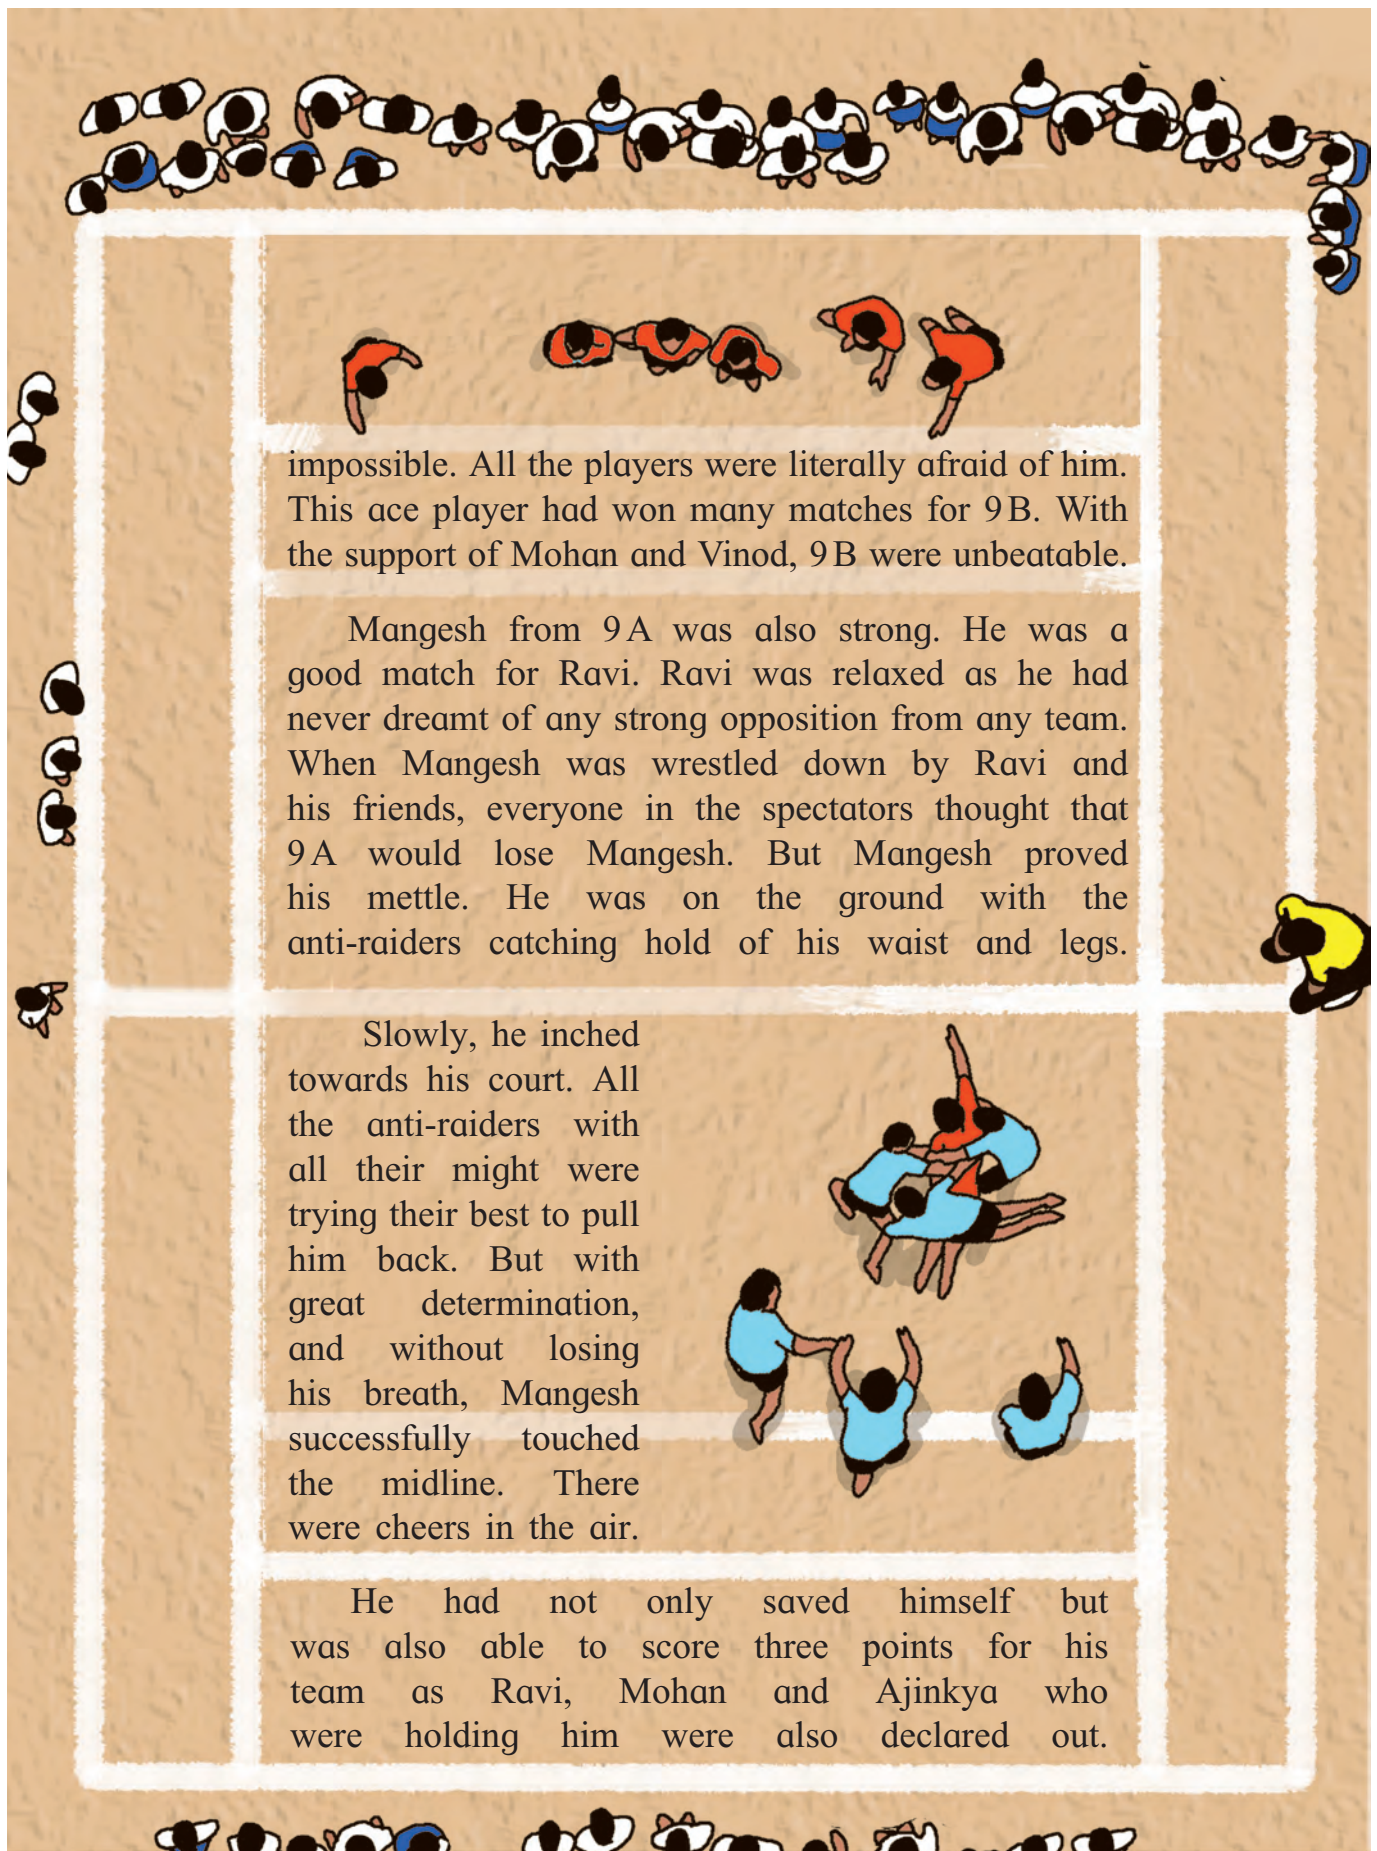 impossible. All the players were literally afraid of him.
This ace player had won many matches for 9 B. With
the support of Mohan and Vinod, 9 B were unbeatable.
Mangesh from 9 A was also strong. He was a
good match for Ravi. Ravi was relaxed as he had
never dreamt of any strong opposition from any team.
When Mangesh was wrestled down by Ravi and
his friends, everyone in the spectators thought that
9 A would lose Mangesh. But Mangesh proved
his mettle. He was on the ground with the
anti-raiders catching hold of his waist and legs.
Slowly, he inched
towards his court. All
the anti-raiders with
all their might were
trying their best to pull
him back. But with
great determination,
and without losing
his breath, Mangesh
successfully touched
the midline. There
were cheers in the air.
He had not only saved himself but
was also able to score three points for his
team as Ravi, Mohan and Ajinkya who
were holding him were also declared out.